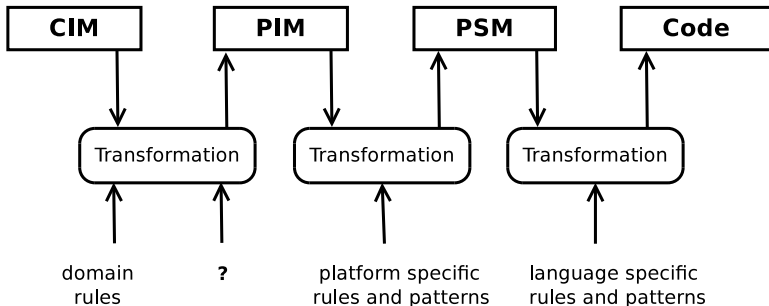 CIM
PIM
PSM
Code
Transformation
Transformation
Transformation
domain
rules
?
platform specific
rules and patterns
language specific
rules and patterns